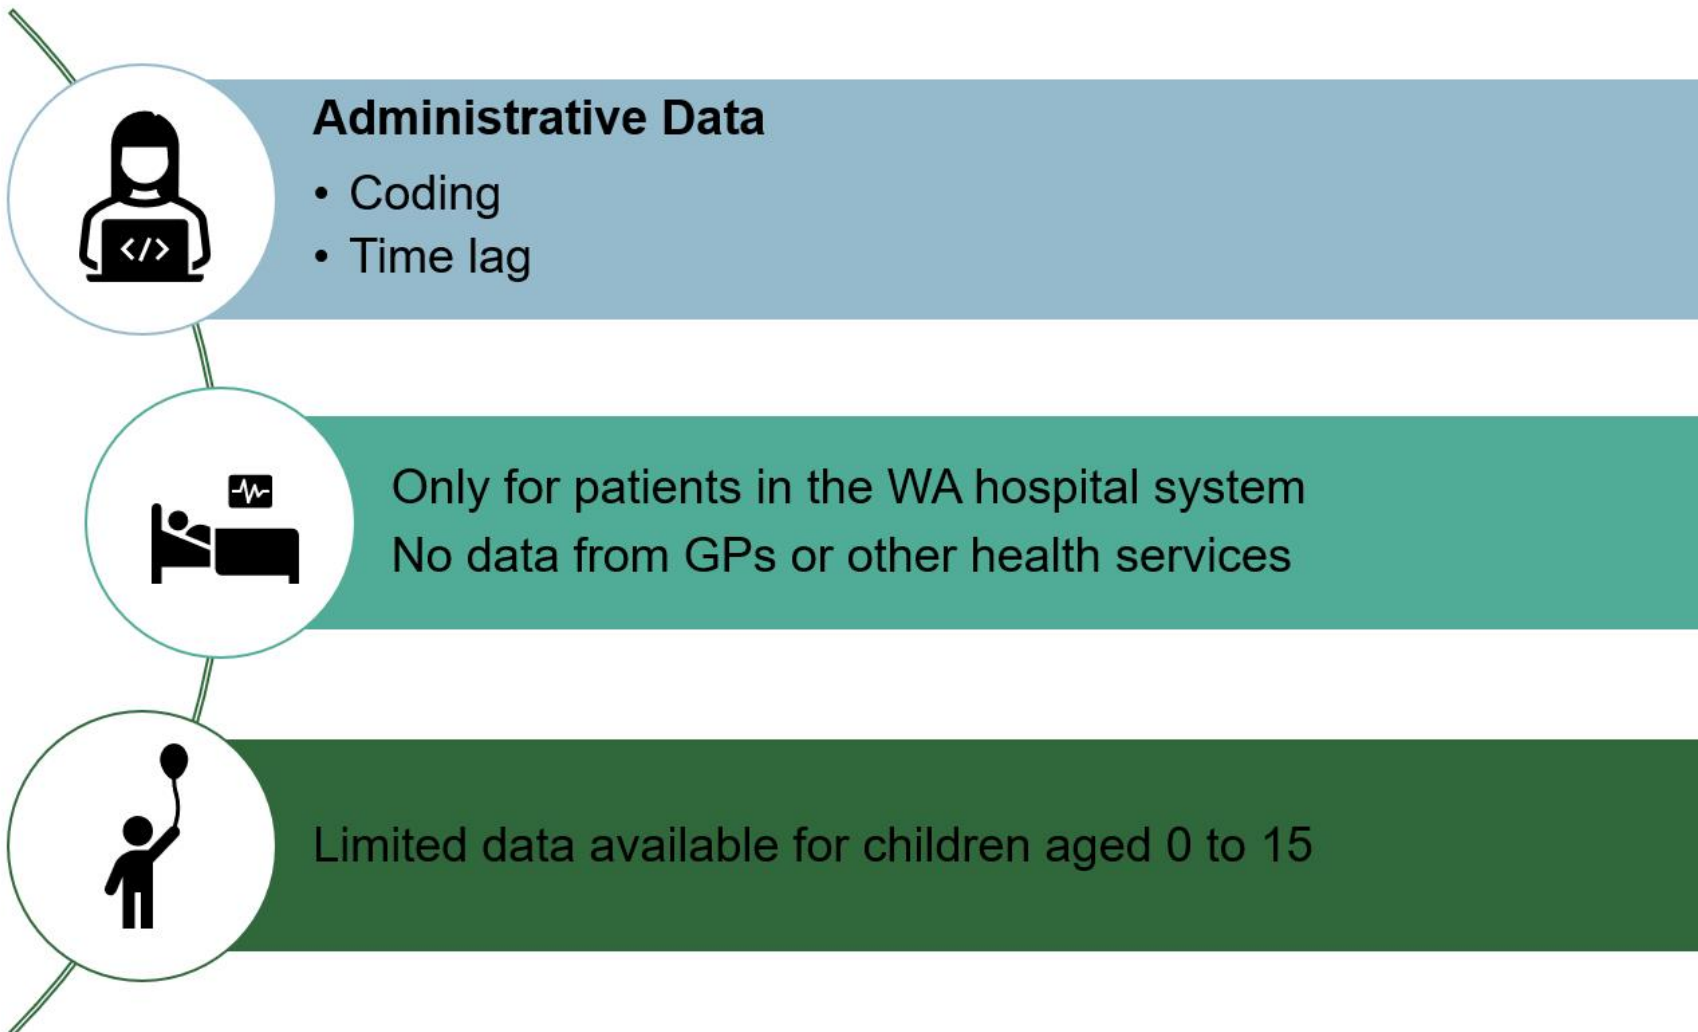 Administrative Data
• Coding
• Time lag
</>
Only for patients in the WA hospital system
No data from GPs or other health services
Limited data available for children aged 0 to 15